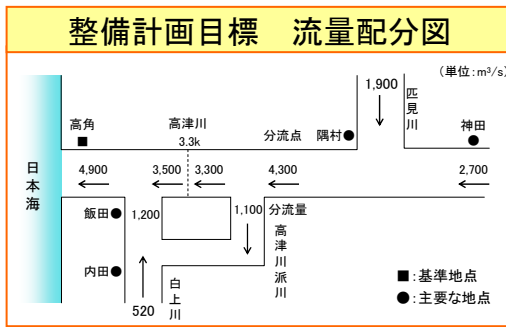 整備計画目標　流量配分図
(単位:m³/s)
1,900
匹見川
高角
高津川
3.3k
分流点
隅村
神田
日本海
4,900
3,500
3,300
4,300
2,700
飯田
1,200
1,100
分流量
高津川派川
内田
白上川
520
■:基準地点
●:主要な地点